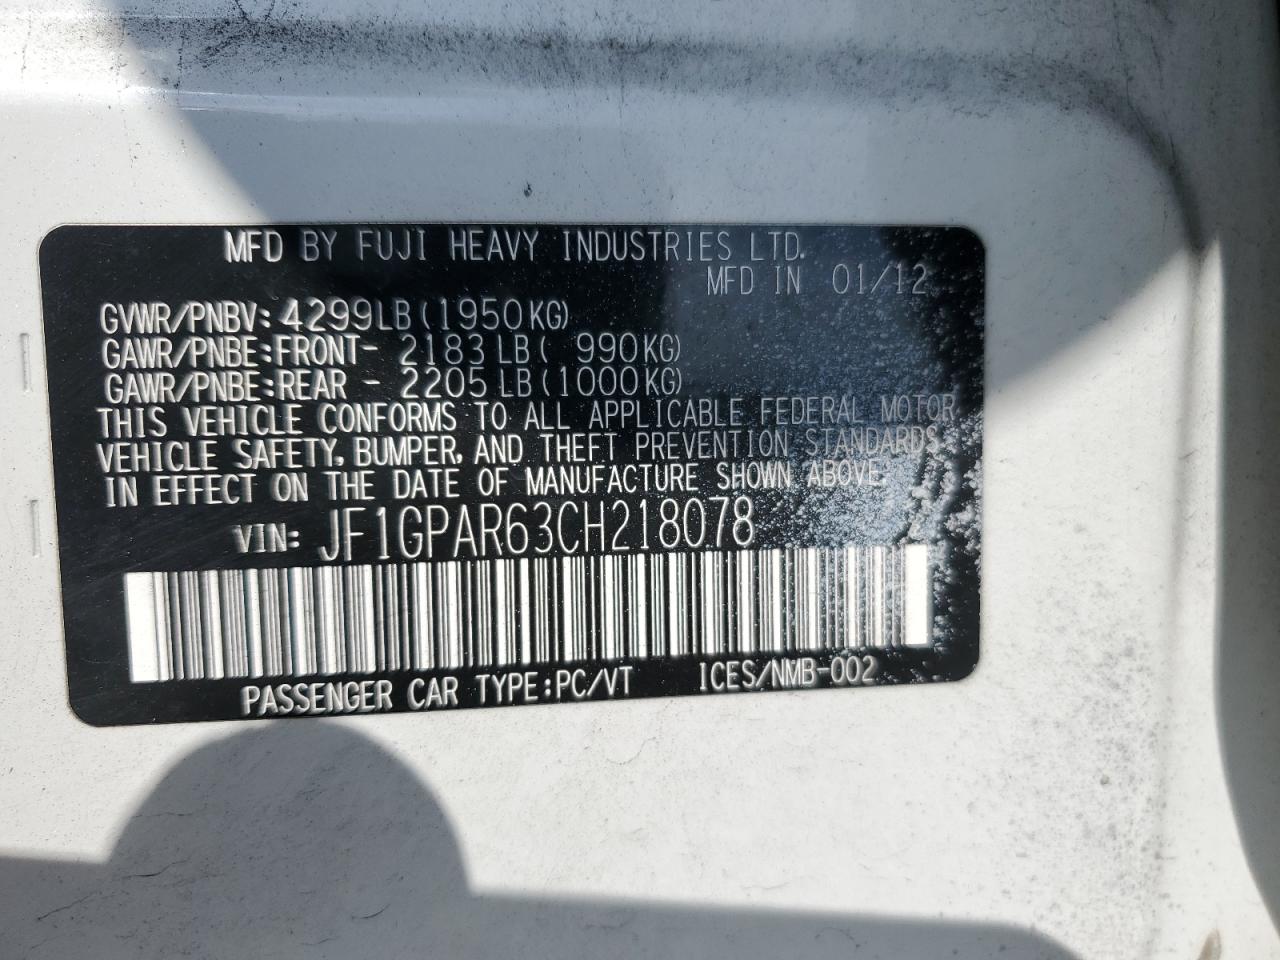 MFD BY FUJI HEAVY INDUSTRIES LTD.
MFD IN 01/12
GVWR/PNBV: 4299LB(1950KG)
GAWR/PNBE:FRONT- 2183LB( 990KG)
GAWR/PNBE:REAR - 2205LB(1000KG)
THIS VEHICLE CONFORMS TO ALL APPLICABLE FEDERAL MOTOR
VEHICLE SAFETY, BUMPER, AND THEFT PREVENTION STANDARDS
IN EFFECT ON THE DATE OF MANUFACTURE SHOWN ABOVE.
VIN: JF1GPAR63CH218078
PASSENGER CAR TYPE:PC/VT ICES/NMB-002